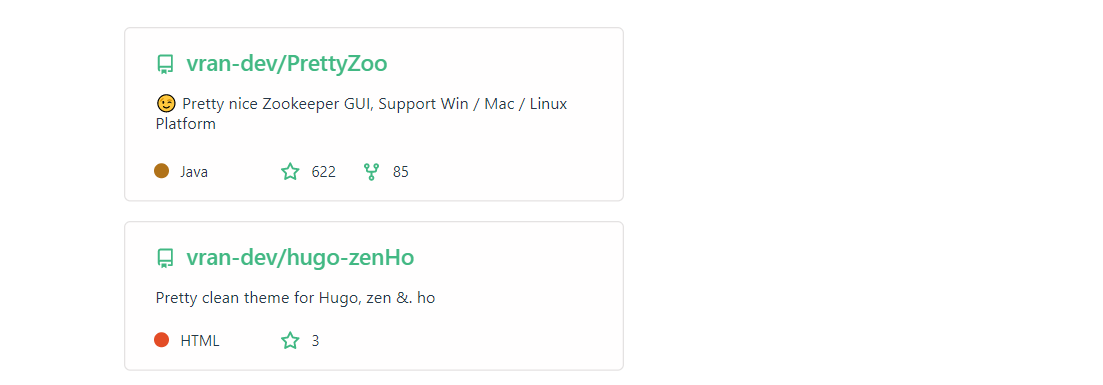 vran-dev/PrettyZoo
😉 Pretty nice Zookeeper GUI, Support Win / Mac / Linux
Platform
Java 622 85
vran-dev/hugo-zenHo
Pretty clean theme for Hugo, zen &. ho
HTML 3